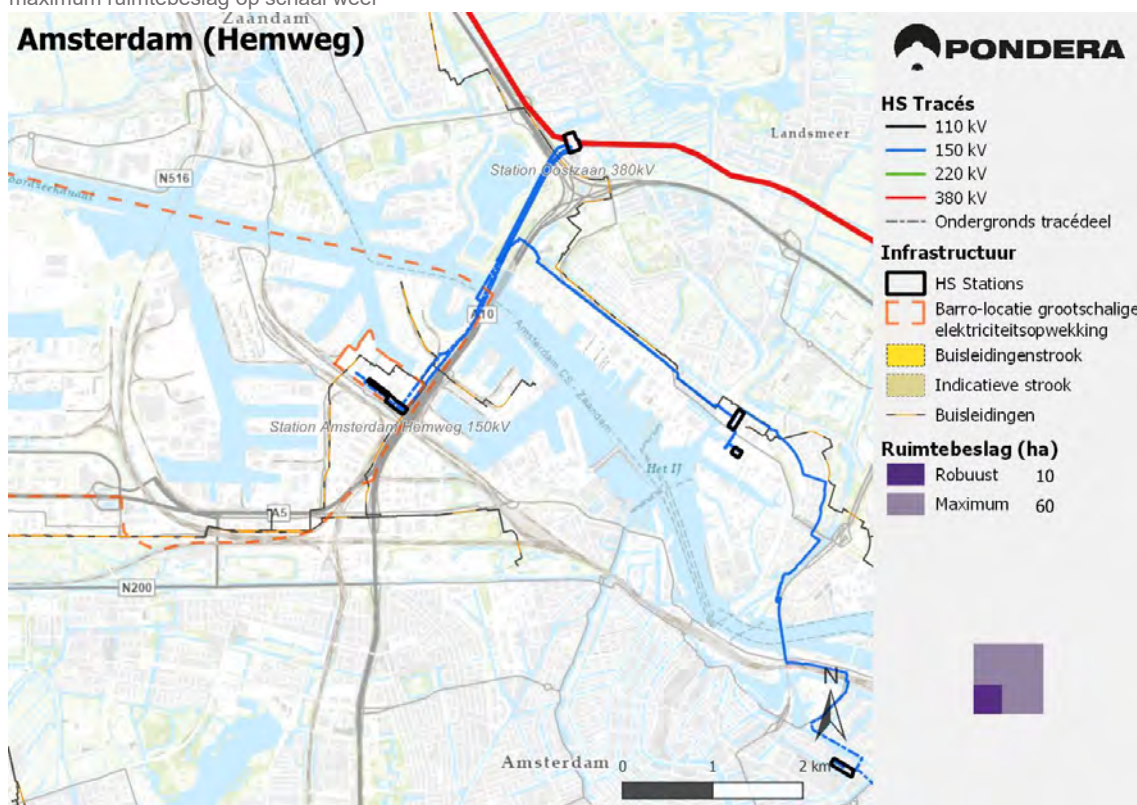 maximum ruimtebeslag op schaal weer
Amsterdam (Hemweg)
Zaandam
PONDERA
HS Tracés
110 kV
150 kV
220 kV
380 kV
Ondergronds tracédeel
Infrastructuur
HS Stations
Barro-locatie grootschalige
elektriciteitsopwekking
Buisleidingenstrook
Indicatieve strook
Buisleidingen
Ruimtebeslag (ha)
Robuust 10
Maximum 60
Landsmeer
Station Oostzaan 380kV
N516
A10
Amsterdam CS - Zaandam
Station Amsterdam Hemweg 150kV
Het IJ
A5
N200
N
Amsterdam
0 1 2 km